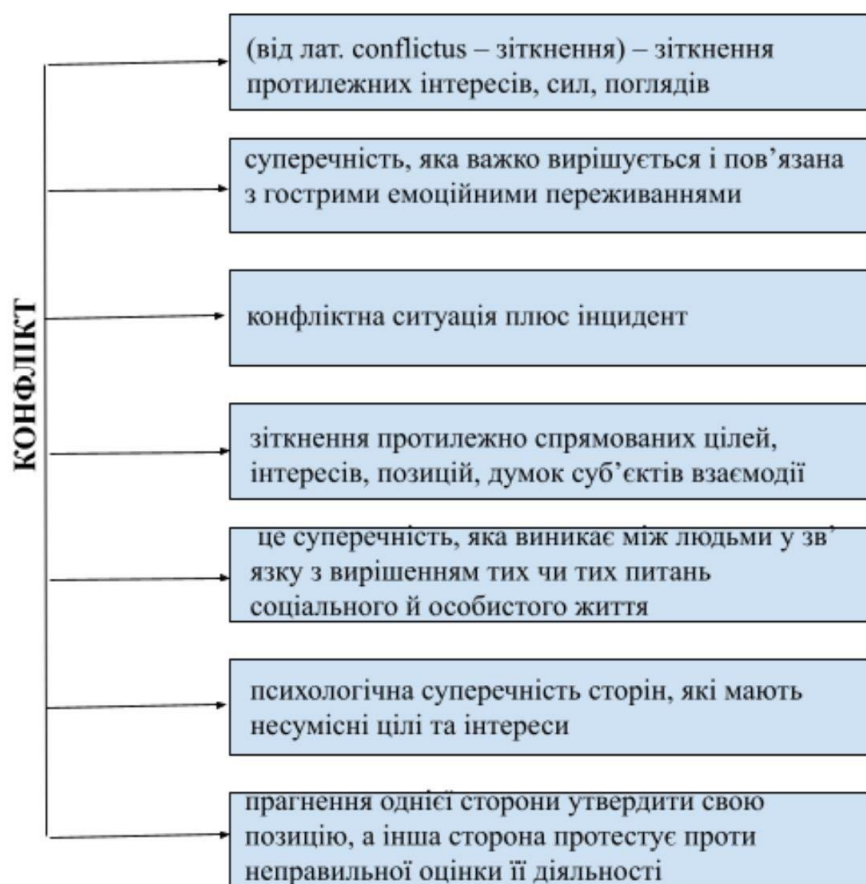 КОНФЛІКТ
(від лат. conflictus – зіткнення) – зіткнення
протилежних інтересів, сил, поглядів
суперечність, яка важко вирішується і пов’язана
з гострими емоційними переживаннями
конфліктна ситуація плюс інцидент
зіткнення протилежно спрямованих цілей,
інтересів, позицій, думок суб’єктів взаємодії
це суперечність, яка виникає між людьми у зв’
язку з вирішенням тих чи тих питань
соціального й особистого життя
психологічна суперечність сторін, які мають
несумісні цілі та інтереси
прагнення однієї сторони утвердити свою
позицію, а інша сторона протестує проти
неправильної оцінки її діяльності